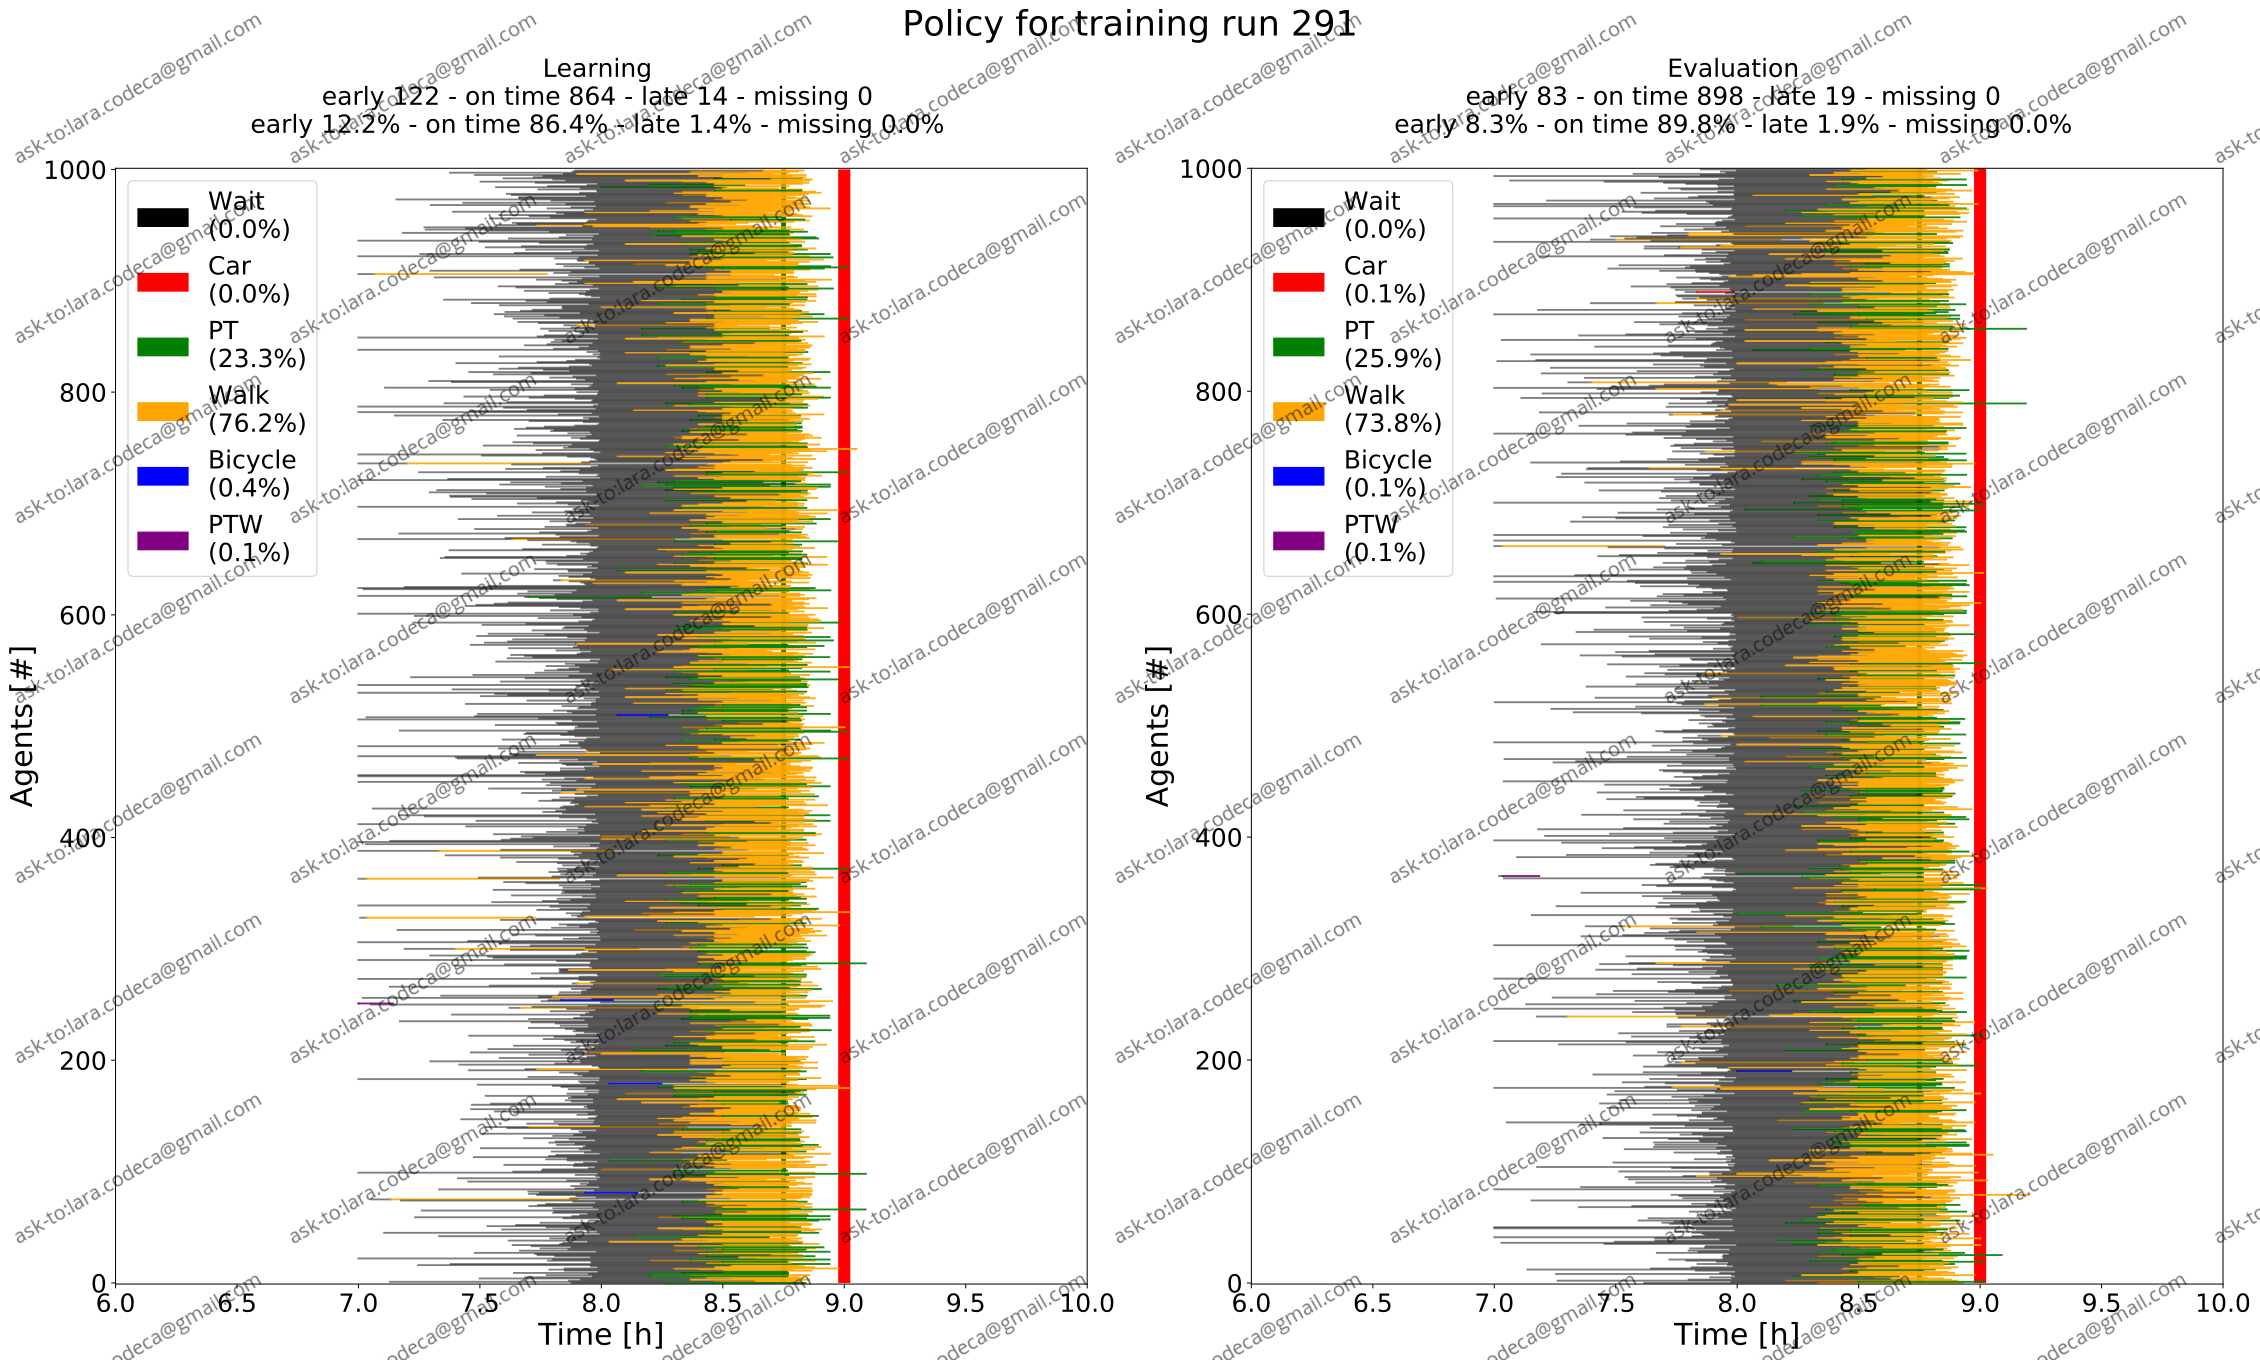 Policy for training run 291
Learning
early 122 - on time 864 - late 14 - missing 0
early 12.2% - on time 86.4% - late 1.4% - missing 0.0%
Wait
(0.0%)
Car
(0.0%)
PT
(23.3%)
Walk
(76.2%)
Bicycle
(0.4%)
PTW
(0.1%)
Agents [#]
1000
800
600
400
200
0
6.0 6.5 7.0 7.5 8.0 8.5 9.0 9.5 10.0
Time [h]
Evaluation
early 83 - on time 898 - late 19 - missing 0
early 8.3% - on time 89.8% - late 1.9% - missing 0.0%
Wait
(0.0%)
Car
(0.1%)
PT
(25.9%)
Walk
(73.8%)
Bicycle
(0.1%)
PTW
(0.1%)
Agents [#]
1000
800
600
400
200
0
6.0 6.5 7.0 7.5 8.0 8.5 9.0 9.5 10.0
Time [h]
ask-to:lara.codeca@gmail.com